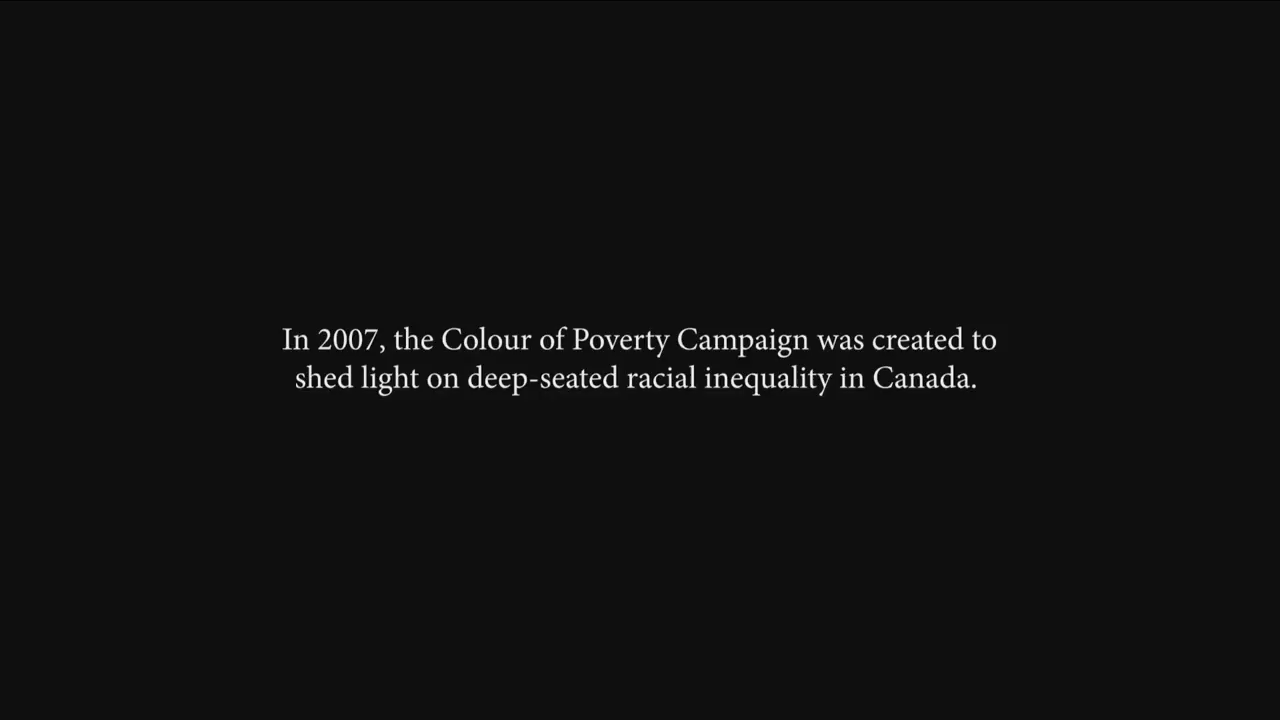 In 2007, the Colour of Poverty Campaign was created to
shed light on deep-seated racial inequality in Canada.